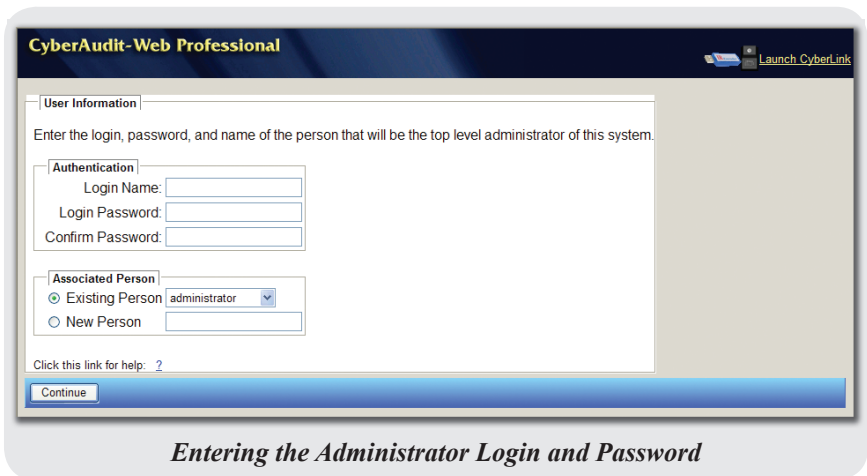 CyberAudit-Web Professional
Launch CyberLink
User Information
Enter the login, password, and name of the person that will be the top level administrator of this system.
Authentication
Login Name:
Login Password:
Confirm Password:
Associated Person
Existing Person administrator
New Person
Click this link for help: ?
Continue
Entering the Administrator Login and Password